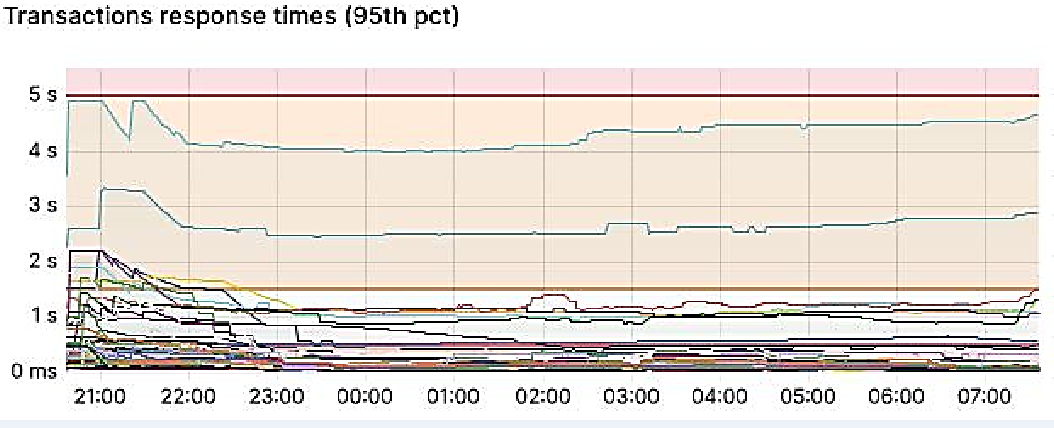 Transactions response times (95th pct)
5 s
4 s
3 s
2 s
1 s
0 ms
21:00 22:00 23:00 00:00 01:00 02:00 03:00 04:00 05:00 06:00 07:00